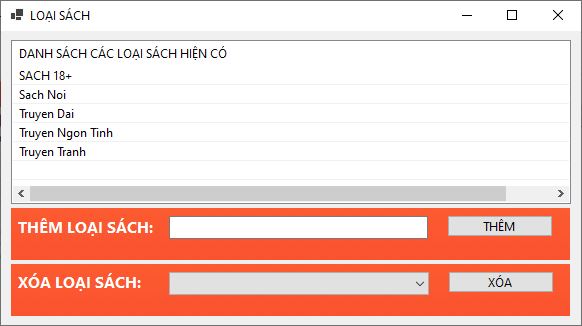 LOẠI SÁCH
DANH SÁCH CÁC LOẠI SÁCH HIỆN CÓ
SACH 18+
Sach Noi
Truyen Dai
Truyen Ngon Tinh
Truyen Tranh
THÊM LOẠI SÁCH: THÊM
XÓA LOẠI SÁCH: XÓA